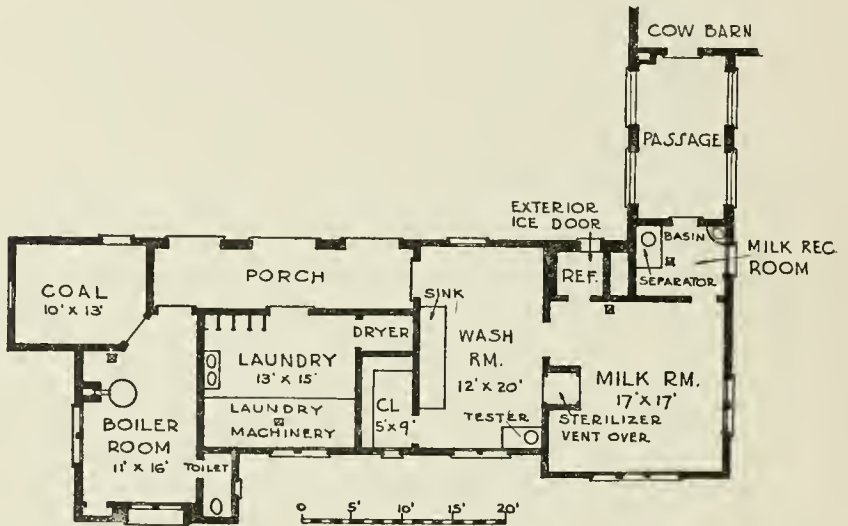 COW BARN
PASSAGE
EXTERIOR
ICE DOOR
BASIN
MILK REC.
ROOM
SEPARATOR
REF.
PORCH
COAL
10' X 13'
SINK
DRYER
WASH
RM.
12' X 20'
LAUNDRY
13' X 15'
MILK RM.
17' X 17'
CL
5' X 9'
LAUNDRY
MACHINERY
TESTER
STERILIZER
VENT OVER
BOILER
ROOM
11' X 16'
TOILET
0 5' 10' 15' 20'